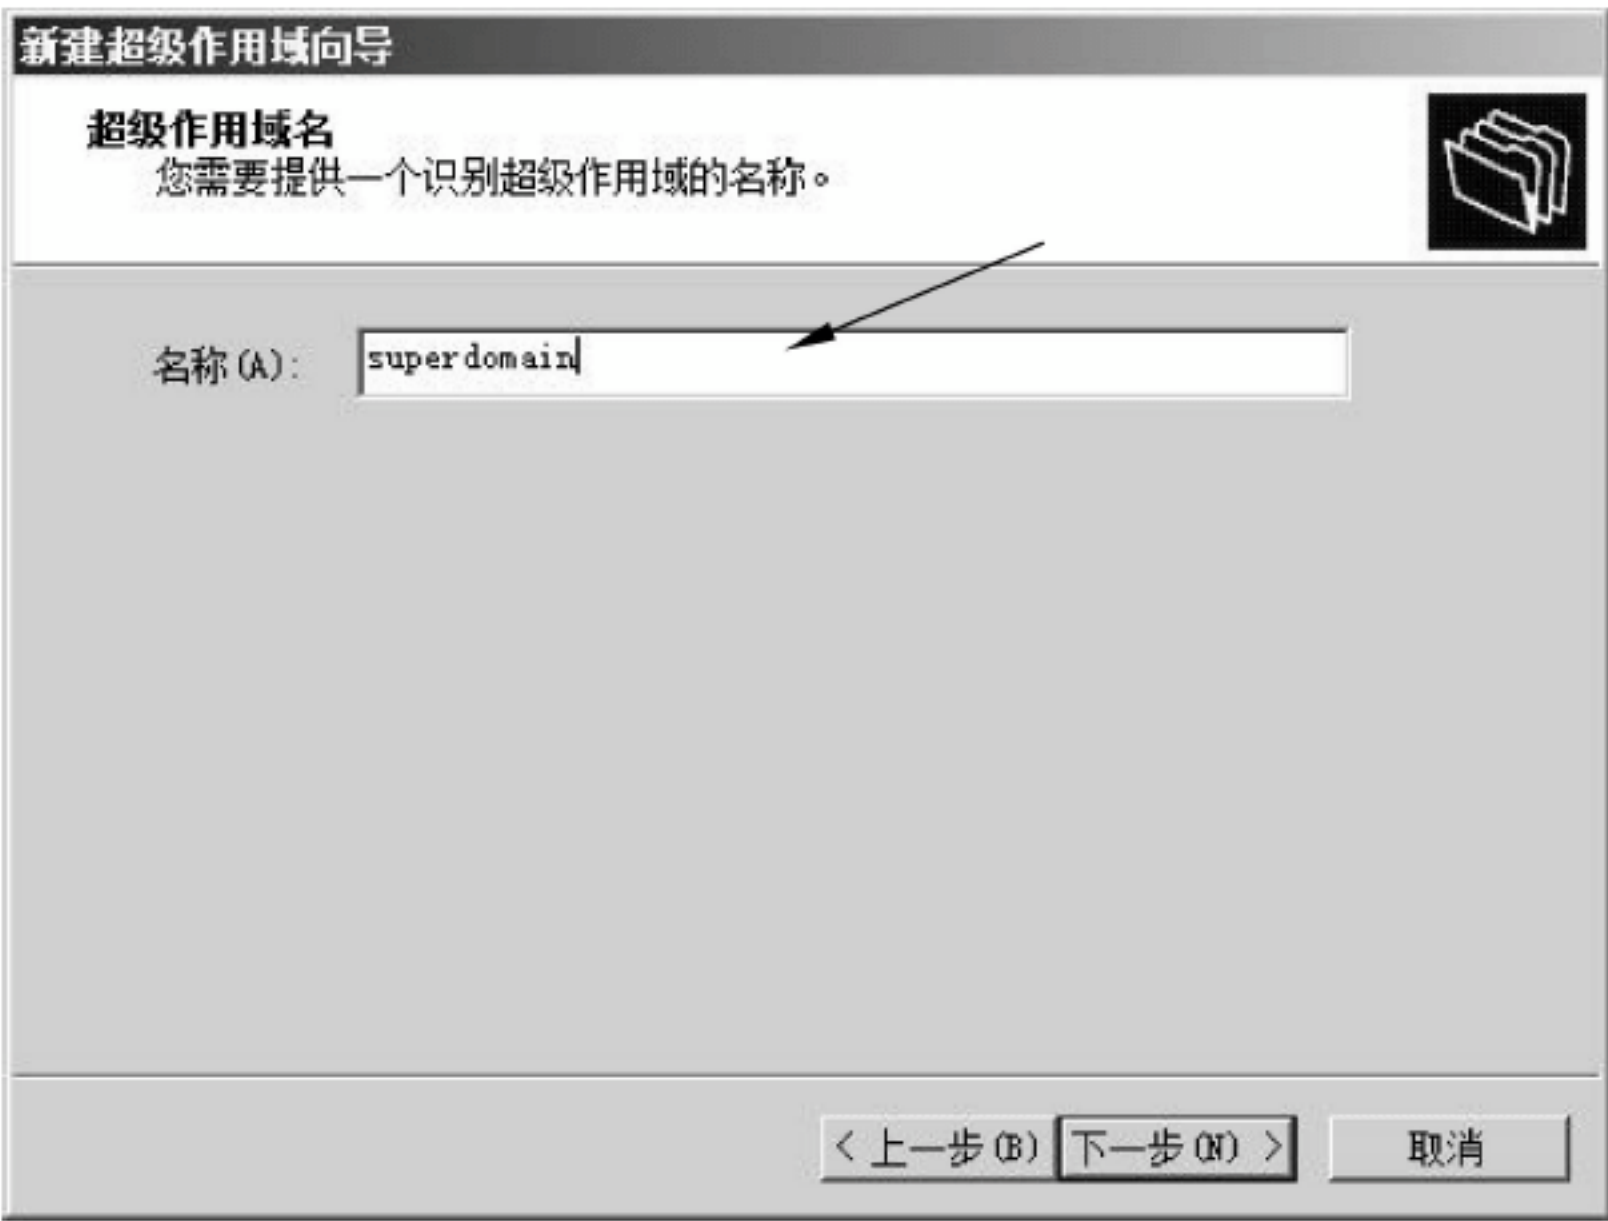 新建超级作用域向导
超级作用域名
您需要提供一个识别超级作用域的名称。
名称(A): superdomain
< 上一步(B) 下一步(N) > 取消